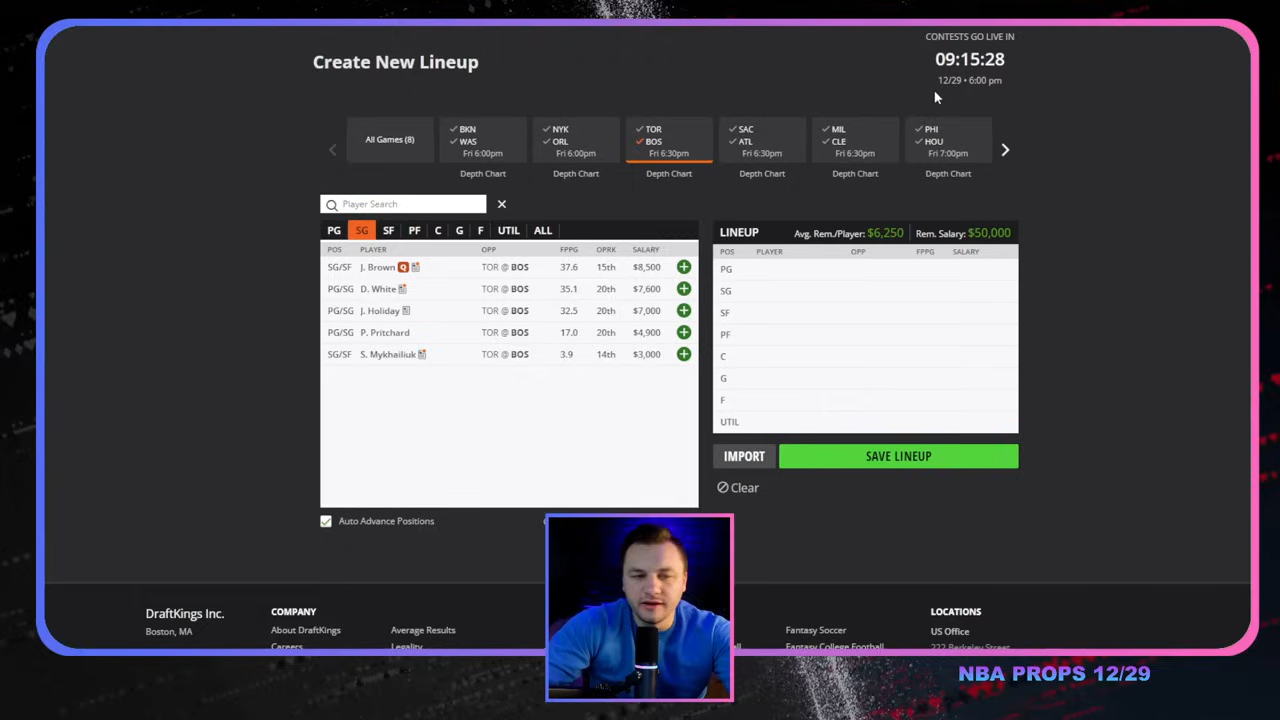 CONTESTS GO LIVE IN
Create New Lineup
09:15:28
12/29 • 6:00 pm
All Games (8)
BKN
WAS
Fri 6:00pm
NYK
ORL
Fri 6:00pm
TOR
BOS
Fri 6:30pm
SAC
ATL
Fri 6:30pm
MIL
CLE
Fri 6:30pm
PHI
HOU
Fri 7:00pm
Depth Chart Depth Chart Depth Chart Depth Chart Depth Chart Depth Chart
Player Search
PG SG SF PF C G F UTIL ALL
POS PLAYER OPP FPPG OPRK SALARY
SG/SF J. Brown Q TOR @ BOS 37.6 15th $8,500
PG/SG D. White TOR @ BOS 35.1 20th $7,600
PG/SG J. Holiday TOR @ BOS 32.5 20th $7,000
PG/SG P. Pritchard TOR @ BOS 17.0 20th $4,900
SG/SF S. Mykhailiuk TOR @ BOS 3.9 14th $3,000
Auto Advance Positions
LINEUP Avg. Rem./Player: $6,250 Rem. Salary: $50,000
POS PLAYER OPP FPPG SALARY
PG
SG
SF
PF
C
G
F
UTIL
IMPORT SAVE LINEUP
Clear
DraftKings Inc.
Boston, MA
COMPANY
About DraftKings
Careers
Average Results
Legality
Fantasy Soccer
Fantasy College Football
LOCATIONS
US Office
222 Berkeley Street
NBA PROPS 12/29